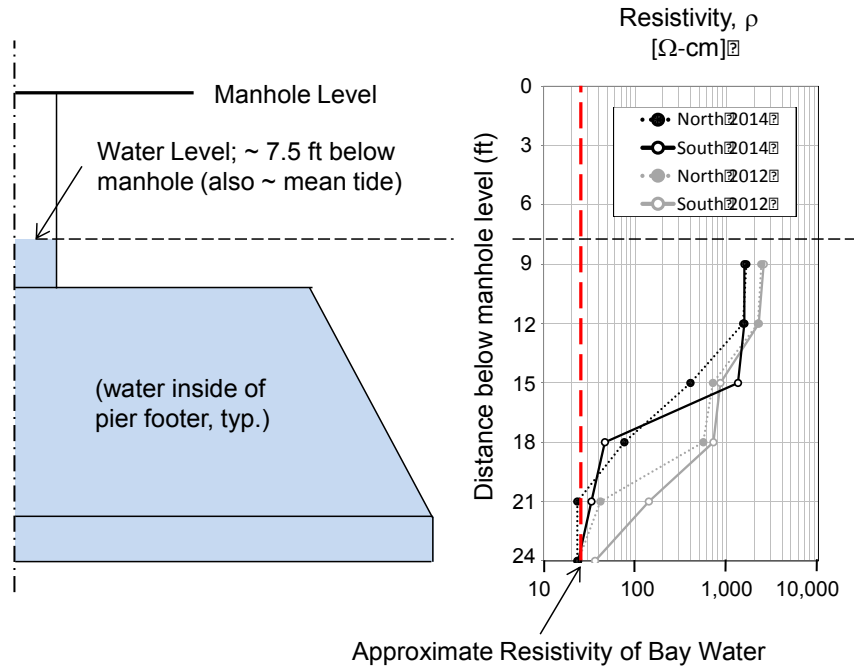 Resistivity, ρ
[Ω-cm]
Manhole Level
Water Level; ~ 7.5 ft below
manhole (also ~ mean tide)
(water inside of
pier footer, typ.)
Distance below manhole level (ft)
0
3
6
9
12
15
18
21
24
North 2014
South 2014
North 2012
South 2012
10
100
1,000
10,000
Approximate Resistivity of Bay Water